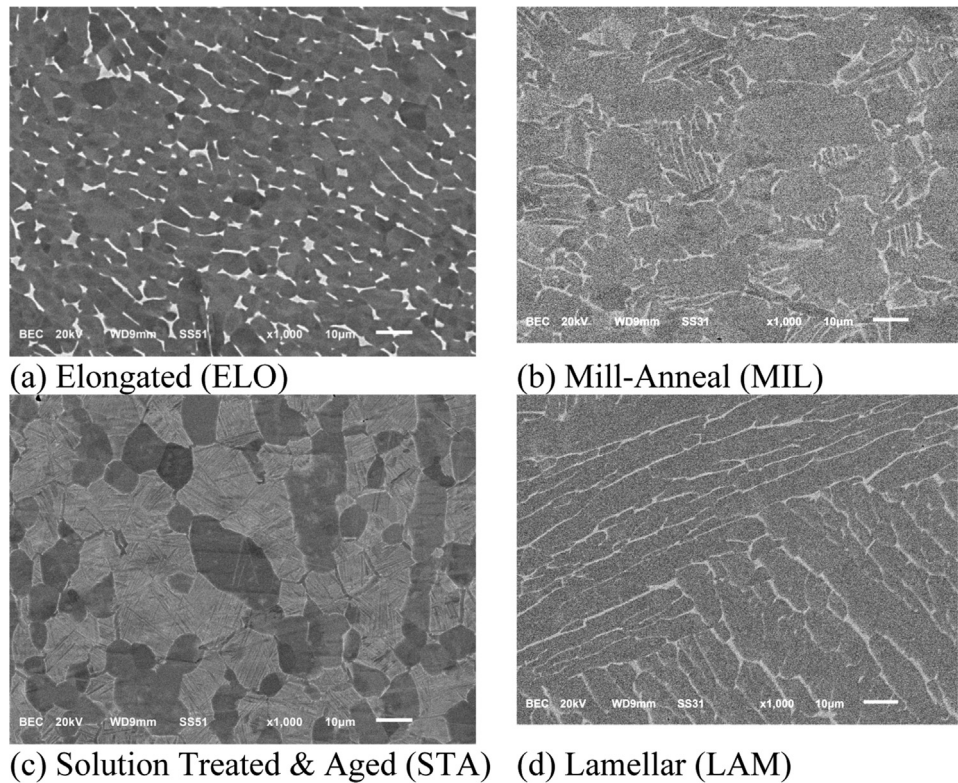 BEC 20kV WD9mm SS51 x1,000 10µm
BEC 20kV WD9mm SS31 x1,000 10µm
(a) Elongated (ELO)
(b) Mill-Anneal (MIL)
BEC 20kV WD9mm SS51 x1,000 10µm
BEC 20kV WD9mm SS31 x1,000 10µm
(c) Solution Treated & Aged (STA)
(d) Lamellar (LAM)